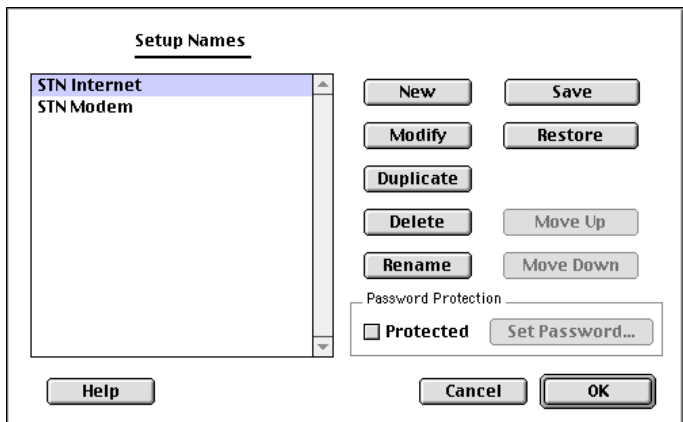 Setup Names
STN Internet
STN Modem
New
Save
Modify
Restore
Duplicate
Delete
Move Up
Rename
Move Down
Password Protection
Protected
Set Password...
Help
Cancel
OK